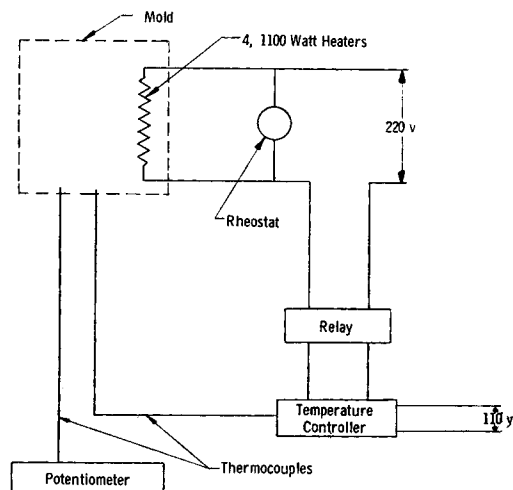 Mold
4, 1100 Watt Heaters
220 v
Rheostat
Relay
Temperature
Controller
110 y
Thermocouples
Potentiometer